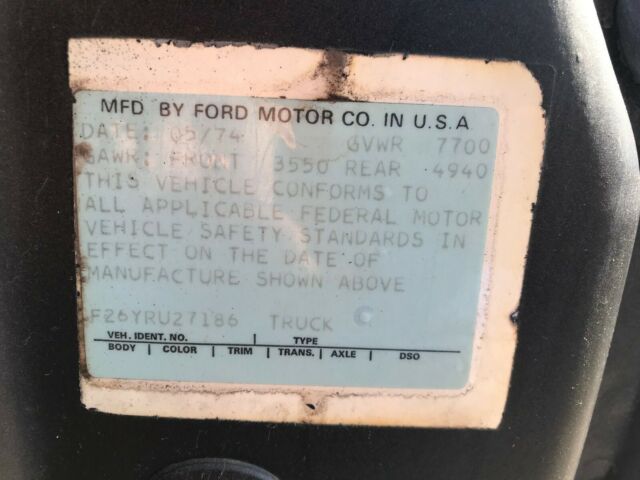 MFD BY FORD MOTOR CO. IN U.S.A
DATE: 05/74 GVWR 7700
GAWR: FRONT 3550 REAR 4940
THIS VEHICLE CONFORMS TO
ALL APPLICABLE FEDERAL MOTOR
VEHICLE SAFETY STANDARDS IN
EFFECT ON THE DATE OF
MANUFACTURE SHOWN ABOVE
F26YRU27186 TRUCK
VEH. IDENT. NO. TYPE
BODY COLOR TRIM TRANS. AXLE DSO